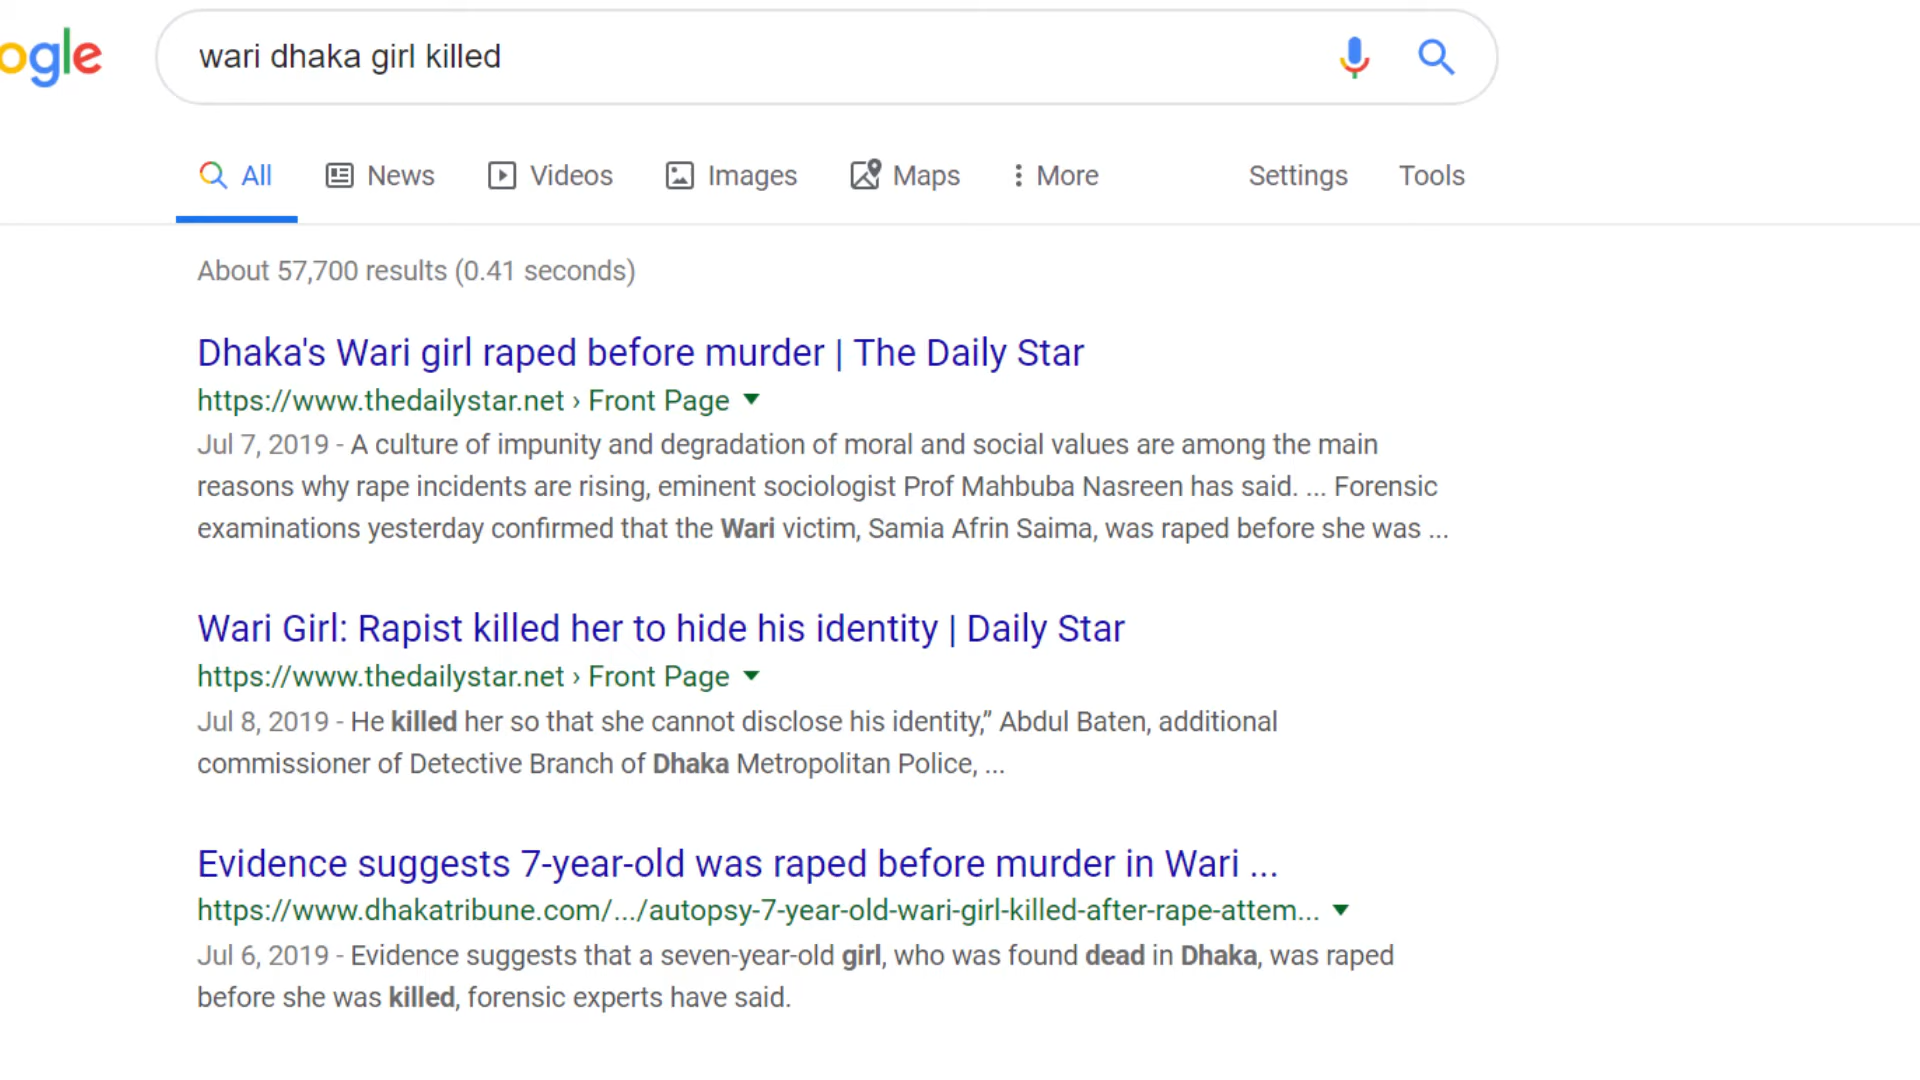 ogle
wari dhaka girl killed
All News Videos Images Maps More Settings Tools
About 57,700 results (0.41 seconds)
Dhaka's Wari girl raped before murder | The Daily Star
https://www.thedailystar.net › Front Page
Jul 7, 2019 - A culture of impunity and degradation of moral and social values are among the main
reasons why rape incidents are rising, eminent sociologist Prof Mahbuba Nasreen has said. ... Forensic
examinations yesterday confirmed that the Wari victim, Samia Afrin Saima, was raped before she was ...
Wari Girl: Rapist killed her to hide his identity | Daily Star
https://www.thedailystar.net › Front Page
Jul 8, 2019 - He killed her so that she cannot disclose his identity,” Abdul Baten, additional
commissioner of Detective Branch of Dhaka Metropolitan Police, ...
Evidence suggests 7-year-old was raped before murder in Wari ...
https://www.dhakatribune.com/.../autopsy-7-year-old-wari-girl-killed-after-rape-attem...
Jul 6, 2019 - Evidence suggests that a seven-year-old girl, who was found dead in Dhaka, was raped
before she was killed, forensic experts have said.